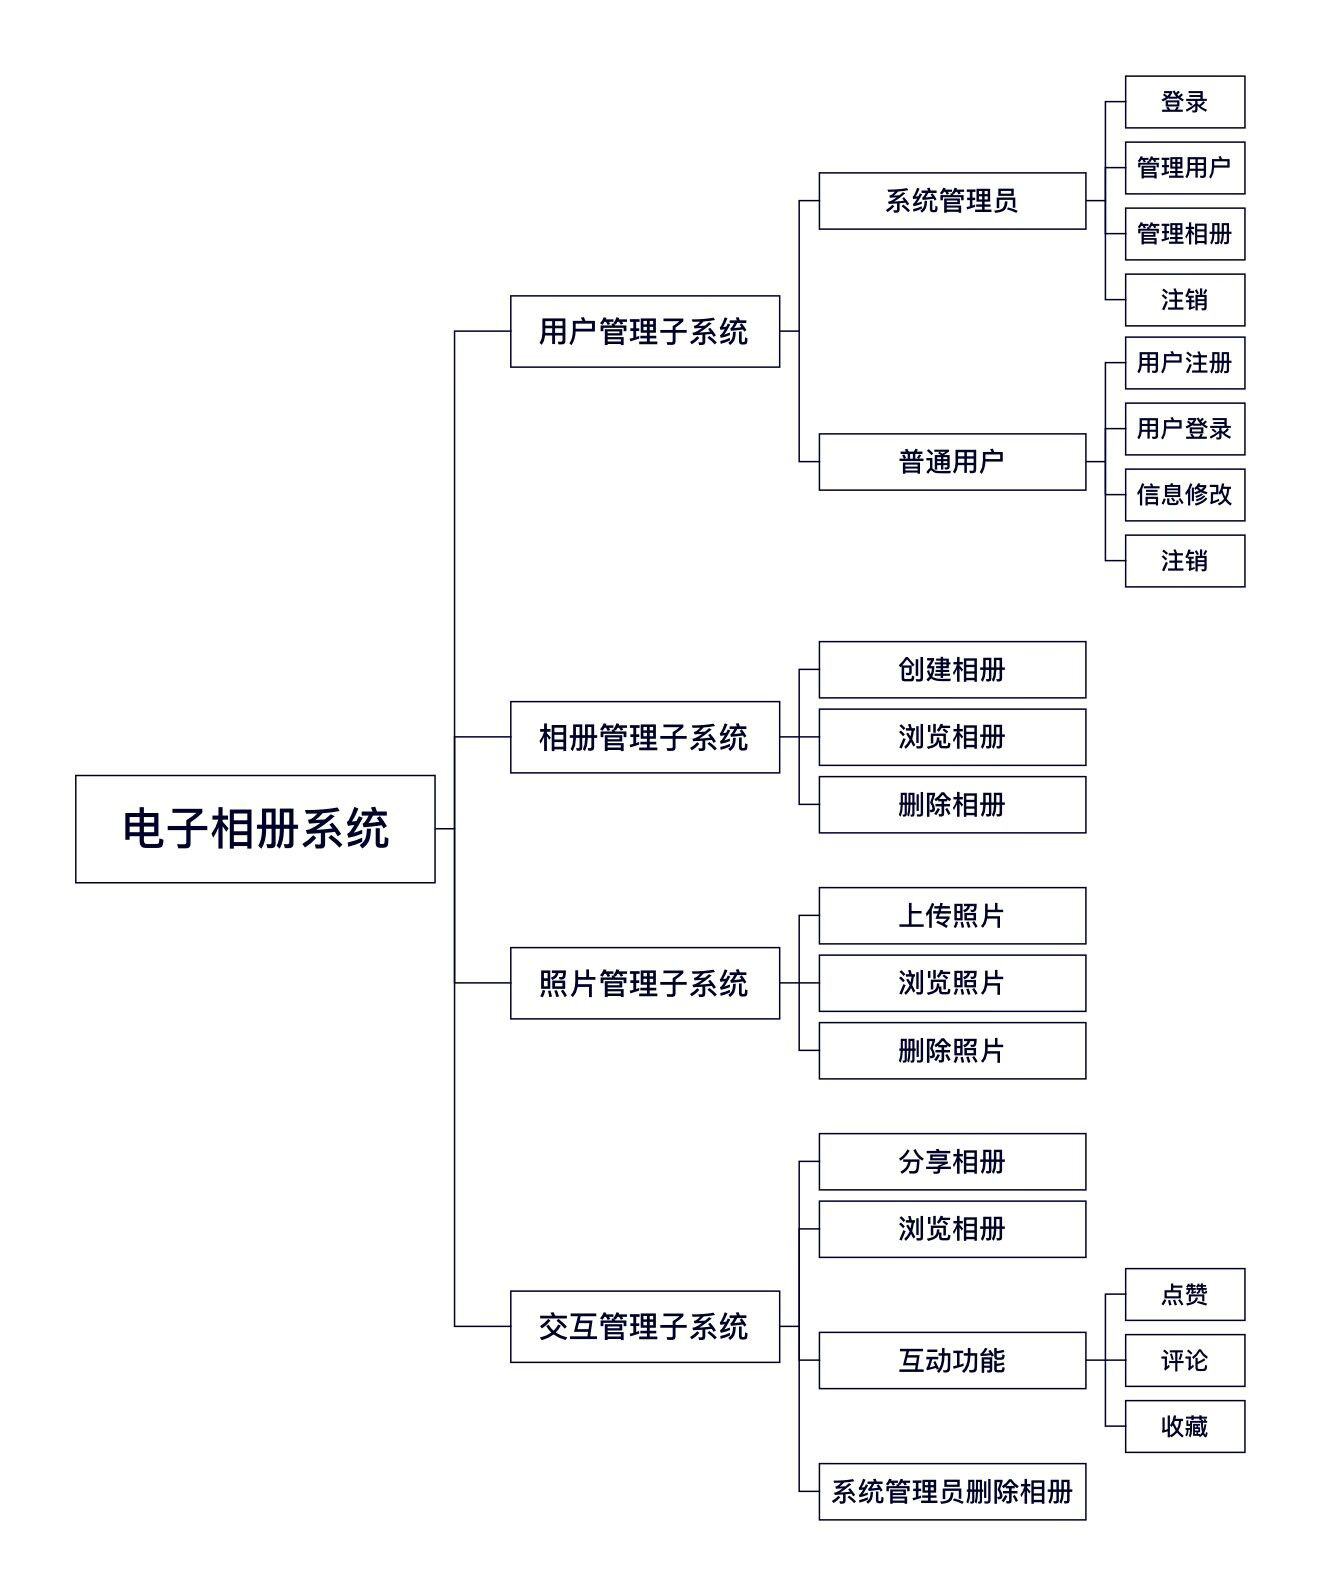 电子相册系统
用户管理子系统
系统管理员
登录
管理用户
管理相册
注销
普通用户
用户注册
用户登录
信息修改
注销
相册管理子系统
创建相册
浏览相册
删除相册
照片管理子系统
上传照片
浏览照片
删除照片
交互管理子系统
分享相册
浏览相册
互动功能
点赞
评论
收藏
系统管理员删除相册